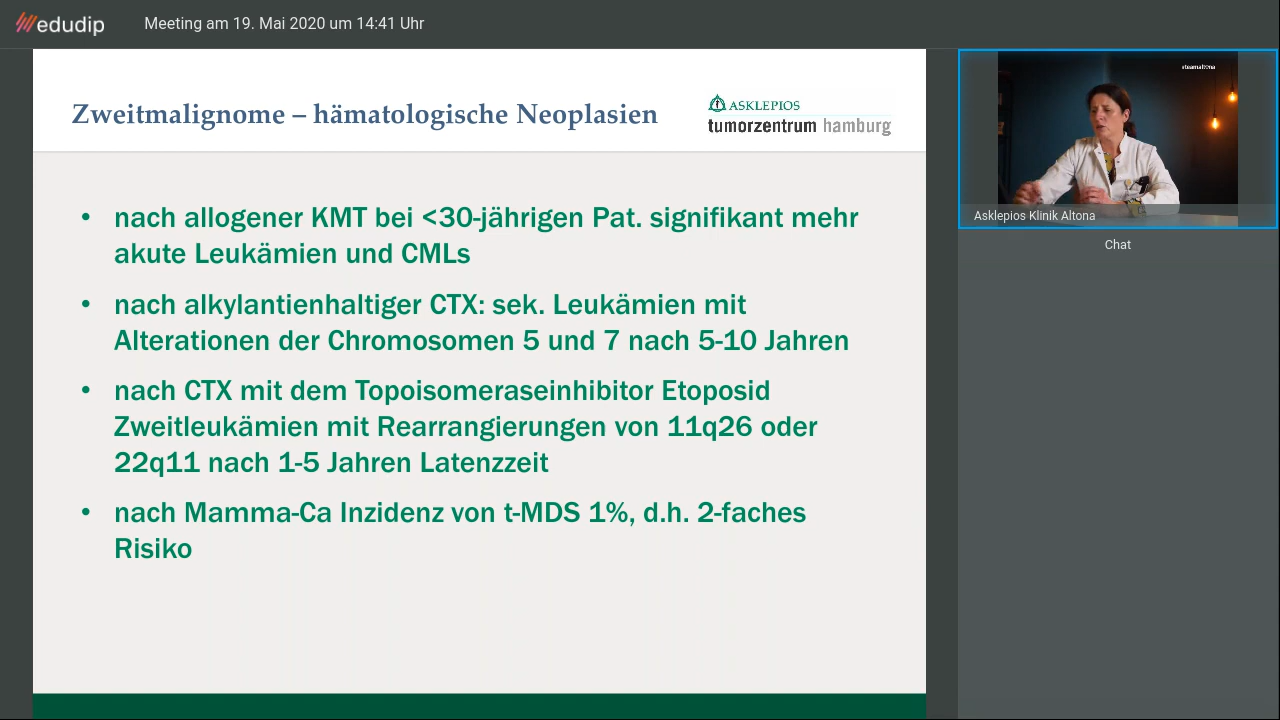 edudip
Meeting am 19. Mai 2020 um 14:41 Uhr
Zweitmalignome – hämatologische Neoplasien
ASKLEPIOS
tumorzentrum hamburg
• nach allogener KMT bei <30-jährigen Pat. signifikant mehr
akute Leukämien und CMLs
• nach alkylantienhaltiger CTX: sek. Leukämien mit
Alterationen der Chromosomen 5 und 7 nach 5-10 Jahren
• nach CTX mit dem Topoisomeraseinhibitor Etoposid
Zweitleukämien mit Rearrangierungen von 11q26 oder
22q11 nach 1-5 Jahren Latenzzeit
• nach Mamma-Ca Inzidenz von t-MDS 1%, d.h. 2-faches
Risiko
#teamaltona
Asklepios Klinik Altona
Chat